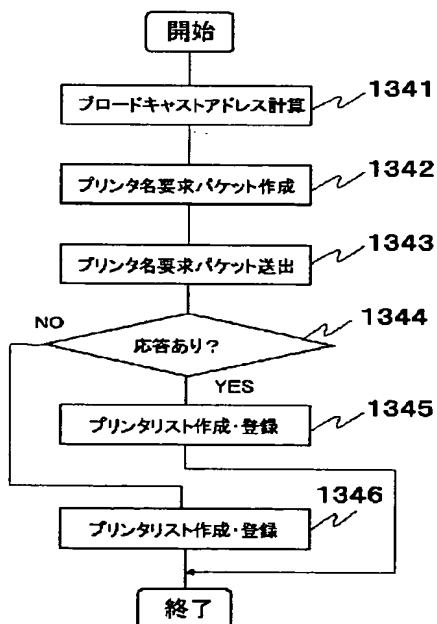 開始
ブロードキャストアドレス計算
1341
プリンタ名要求パケット作成
1342
プリンタ名要求パケット送出
1343
応答あり?
1344
NO
YES
プリンタリスト作成・登録
1345
プリンタリスト作成・登録
1346
終了